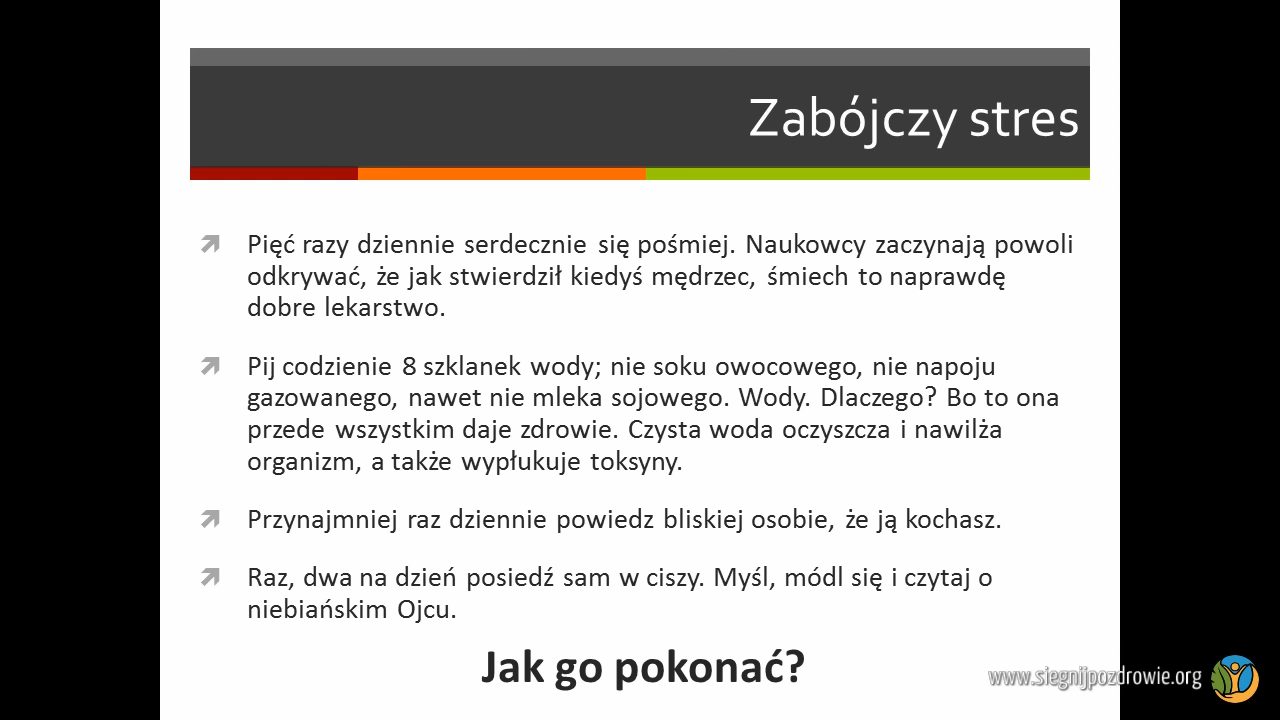 Zabójczy stres
Pięć razy dziennie serdecznie się pośmiej. Naukowcy zaczynają powoli
odkrywać, że jak stwierdził kiedyś mędrzec, śmiech to naprawdę
dobre lekarstwo.
Pij codzienie 8 szklanek wody; nie soku owocowego, nie napoju
gazowanego, nawet nie mleka sojowego. Wody. Dlaczego? Bo to ona
przede wszystkim daje zdrowie. Czysta woda oczyszcza i nawilża
organizm, a także wypłukuje toksyny.
Przynajmniej raz dziennie powiedz bliskiej osobie, że ją kochasz.
Raz, dwa na dzień posiedź sam w ciszy. Myśl, módl się i czytaj o
niebiańskim Ojcu.
Jak go pokonać?
www.siegnijpozdrowie.org